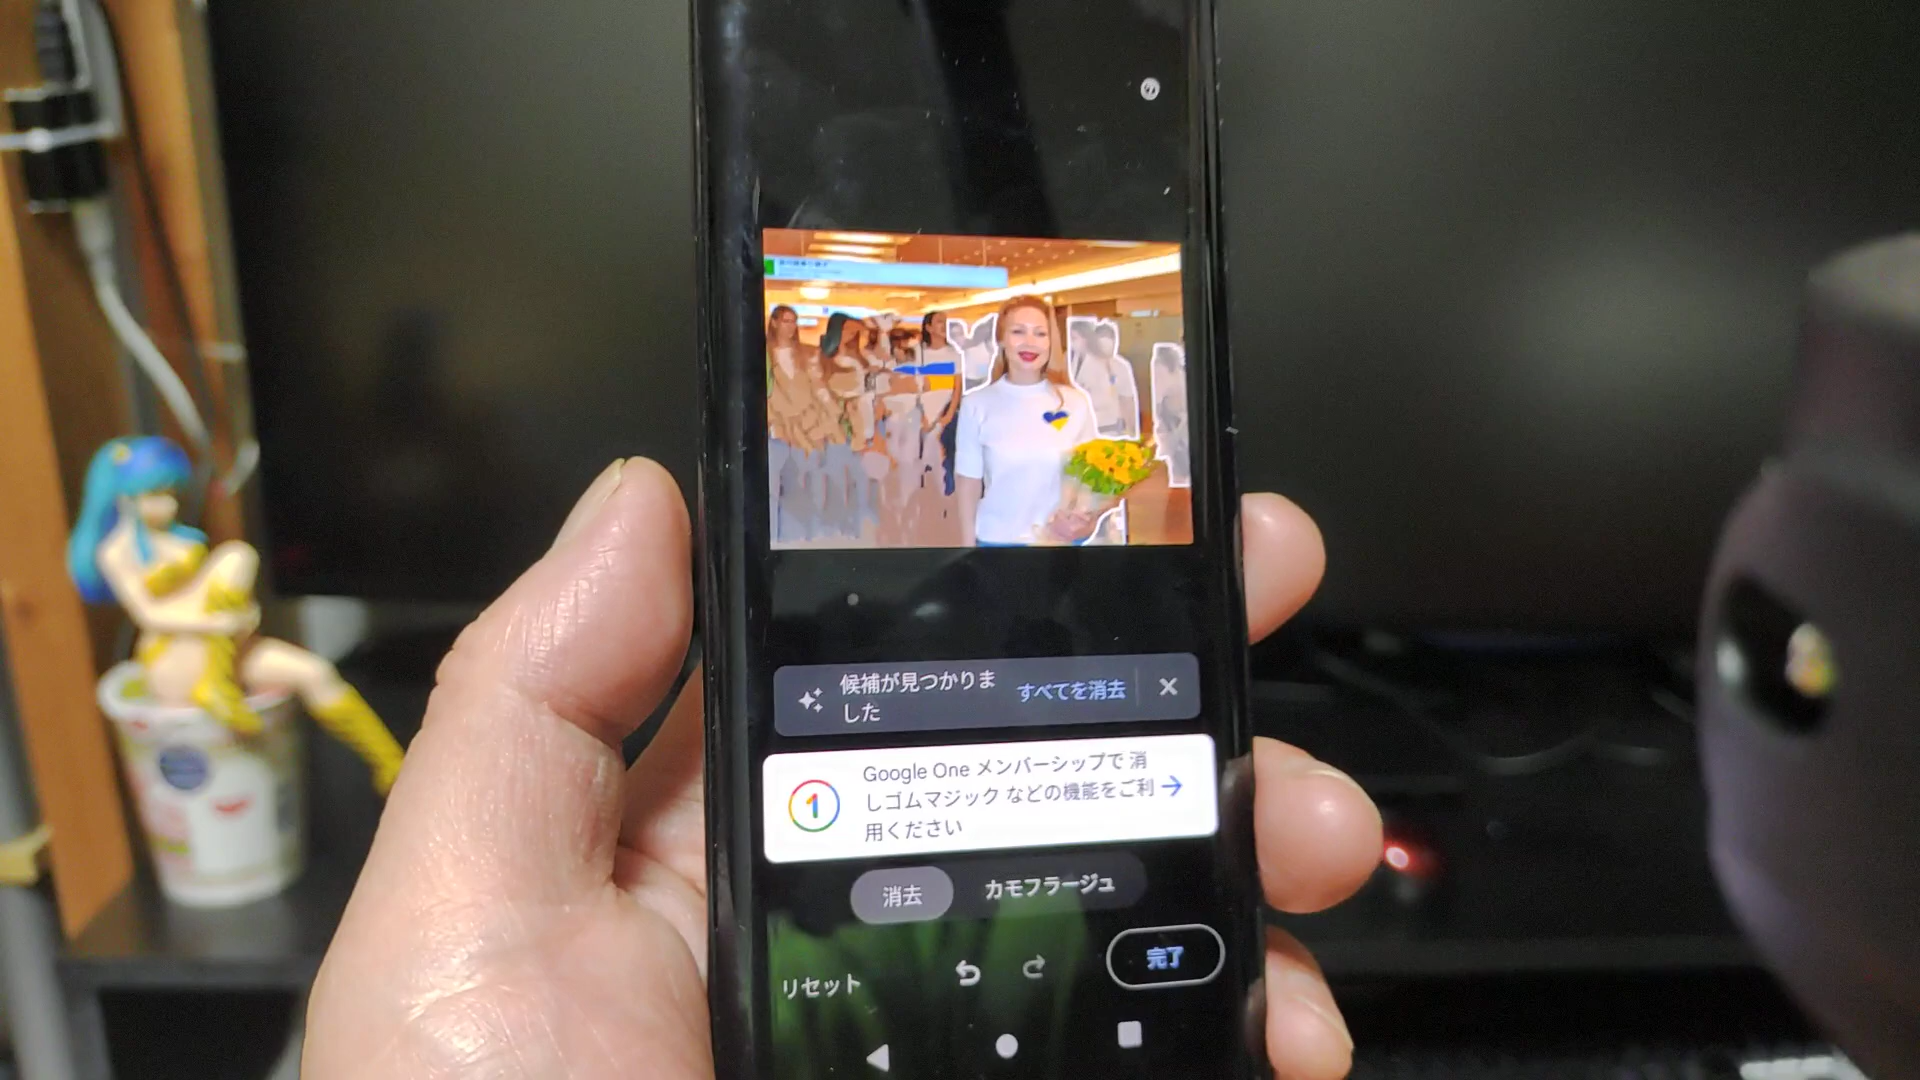 候補が見つかりま
した
すべてを消去
Google One メンバーシップで 消
しゴムマジック などの機能をご利
用ください
消去
カモフラージュ
リセット
完了